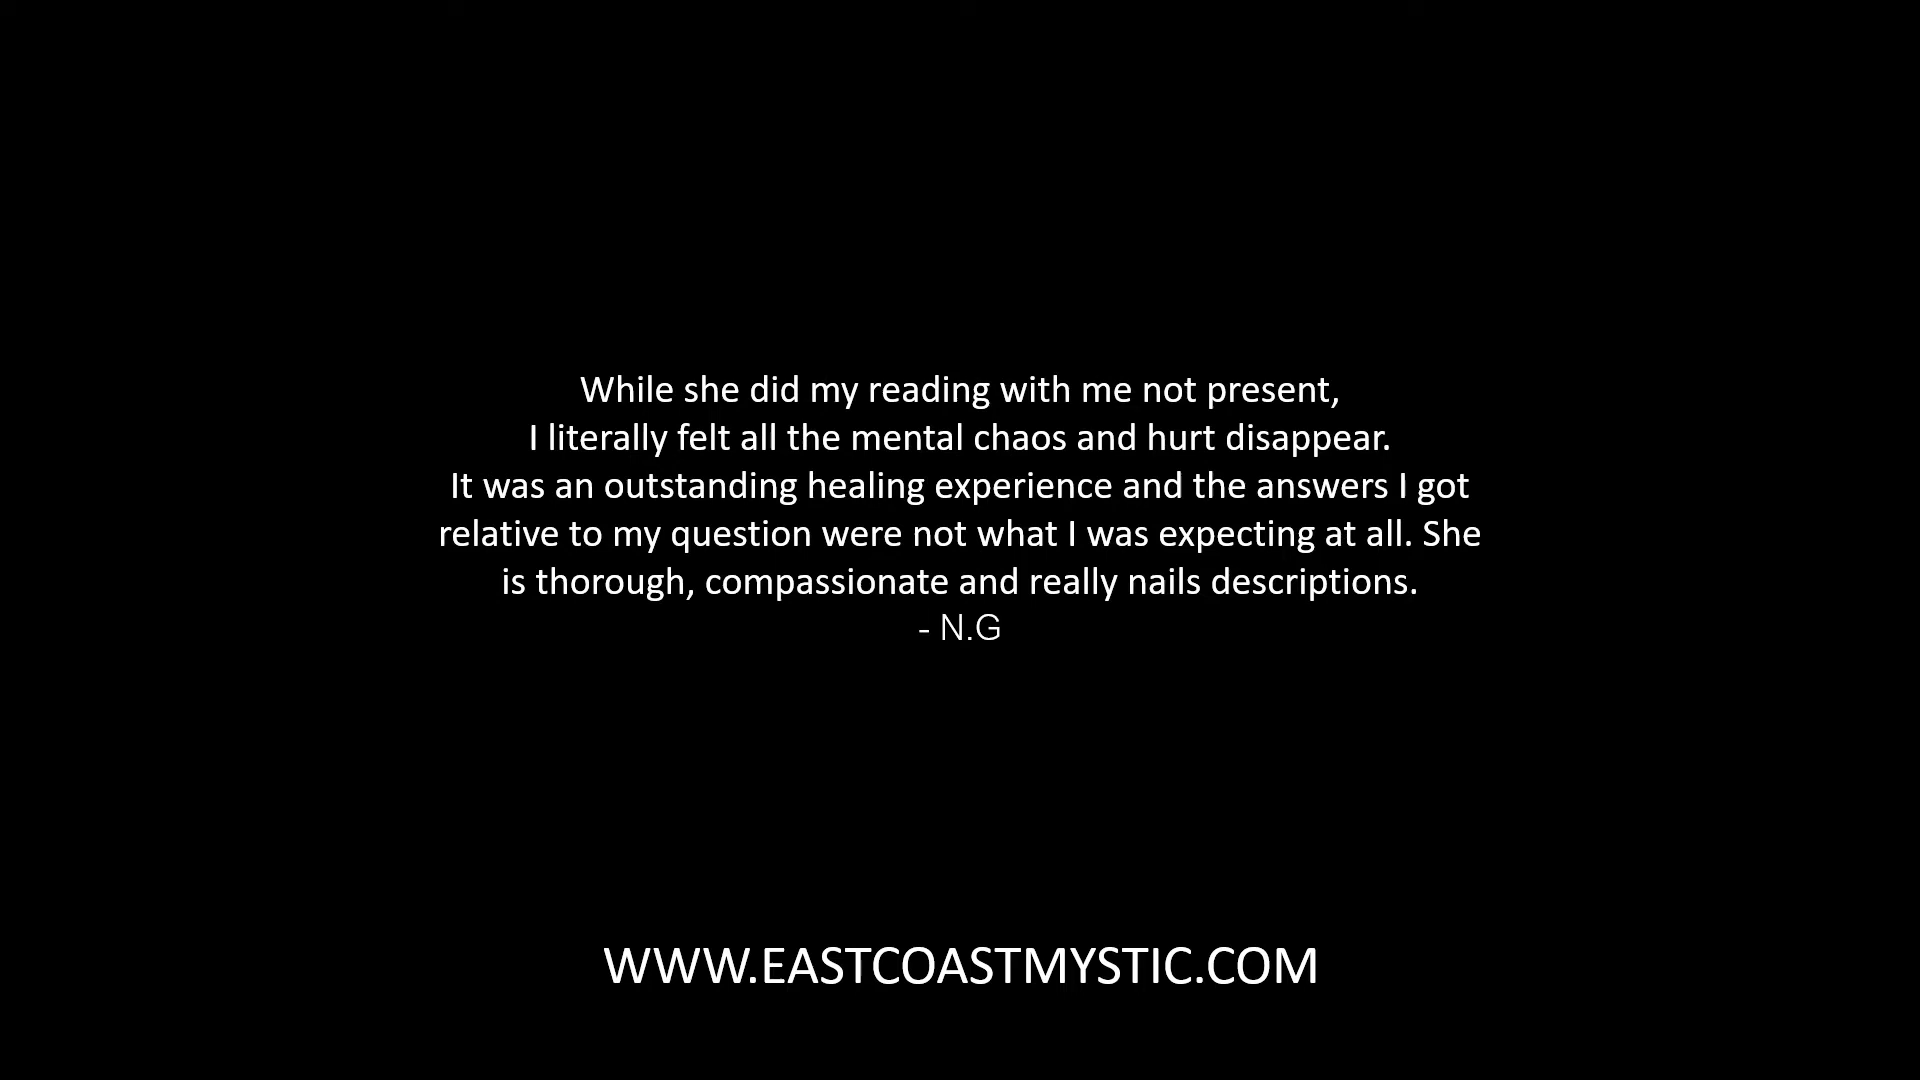 While she did my reading with me not present,
I literally felt all the mental chaos and hurt disappear.
It was an outstanding healing experience and the answers I got
relative to my question were not what I was expecting at all. She
is thorough, compassionate and really nails descriptions.
- N.G
WWW.EASTCOASTMYSTIC.COM